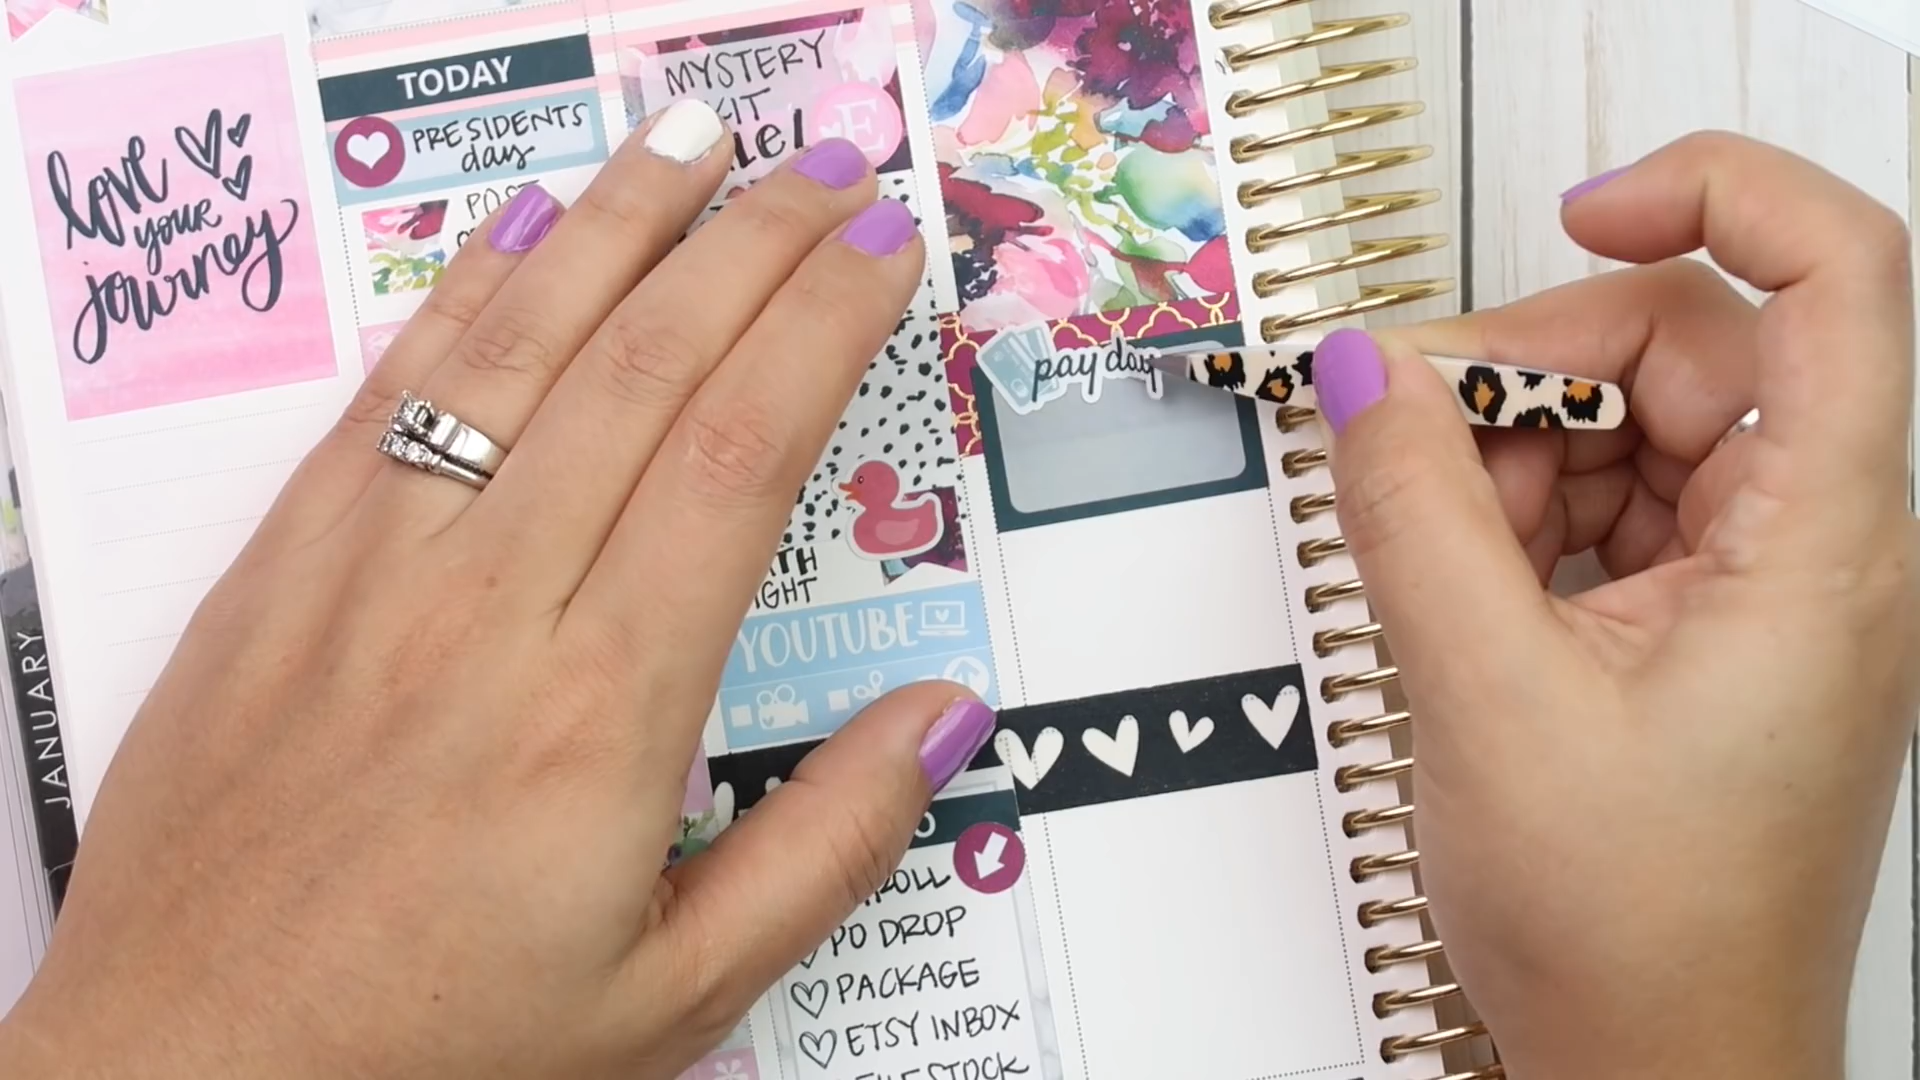 love
your
journey
TODAY
PRESIDENTS
day
MYSTERY
E
pay day
YOUTUBE
PO DROP
PACKAGE
ETSY INBOX
JANUARY